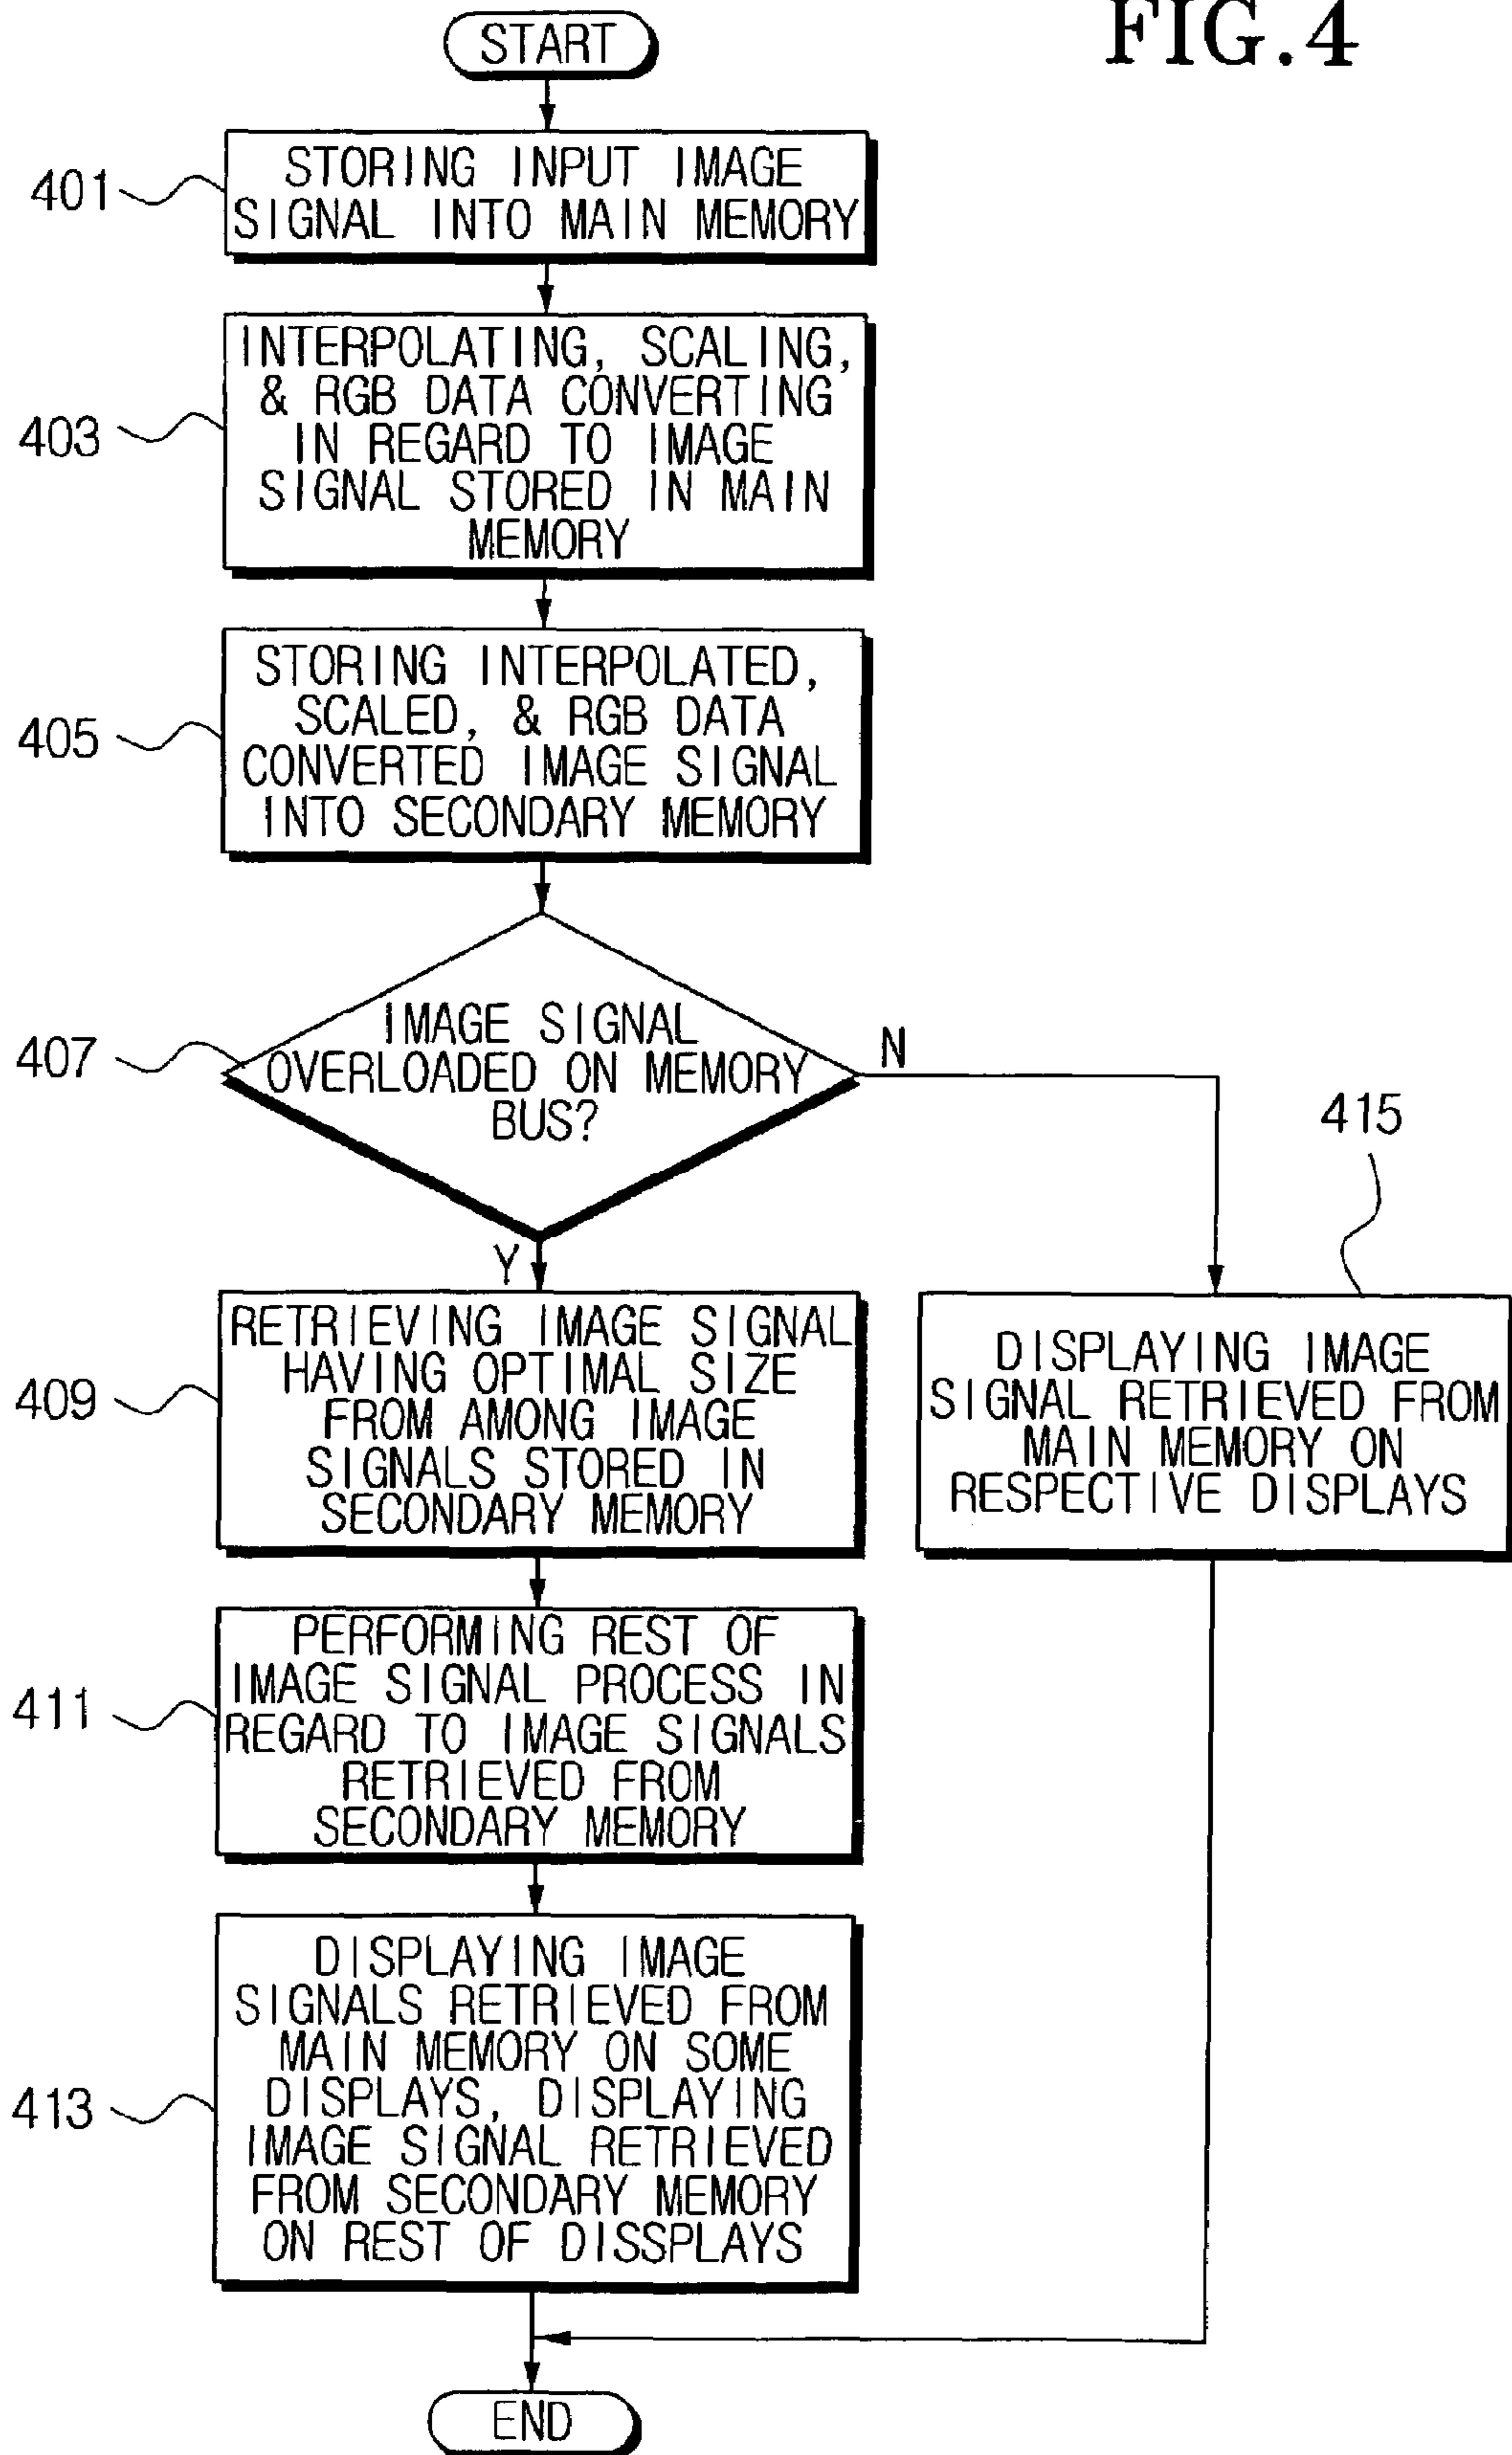 FIG.4
START
401
STORING INPUT IMAGE
SIGNAL INTO MAIN MEMORY
403
INTERPOLATING, SCALING,
& RGB DATA CONVERTING
IN REGARD TO IMAGE
SIGNAL STORED IN MAIN
MEMORY
405
STORING INTERPOLATED,
SCALED, & RGB DATA
CONVERTED IMAGE SIGNAL
INTO SECONDARY MEMORY
407
IMAGE SIGNAL
OVERLOADED ON MEMORY
BUS?
N
Y
409
RETRIEVING IMAGE SIGNAL
HAVING OPTIMAL SIZE
FROM AMONG IMAGE
SIGNALS STORED IN
SECONDARY MEMORY
415
DISPLAYING IMAGE
SIGNAL RETRIEVED FROM
MAIN MEMORY ON
RESPECTIVE DISPLAYS
411
PERFORMING REST OF
IMAGE SIGNAL PROCESS IN
REGARD TO IMAGE SIGNALS
RETRIEVED FROM
SECONDARY MEMORY
413
DISPLAYING IMAGE
SIGNALS RETRIEVED FROM
MAIN MEMORY ON SOME
DISPLAYS, DISPLAYING
IMAGE SIGNAL RETRIEVED
FROM SECONDARY MEMORY
ON REST OF DISSPLAYS
END